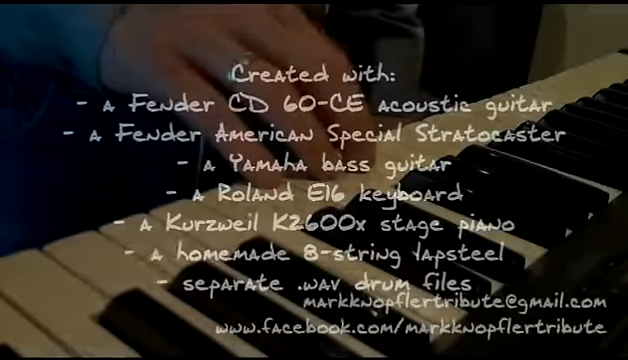 Created with:
- a Fender CD 60-CE acoustic guitar
- a Fender American Special Stratocaster
- a Yamaha bass guitar
- a Roland E16 keyboard
- a Kurzweil K2600x stage piano
- a homemade 8-string lapsteel
- separate .wav drum files
markknopflertribute@gmail.com
www.facebook.com/markknopflertribute